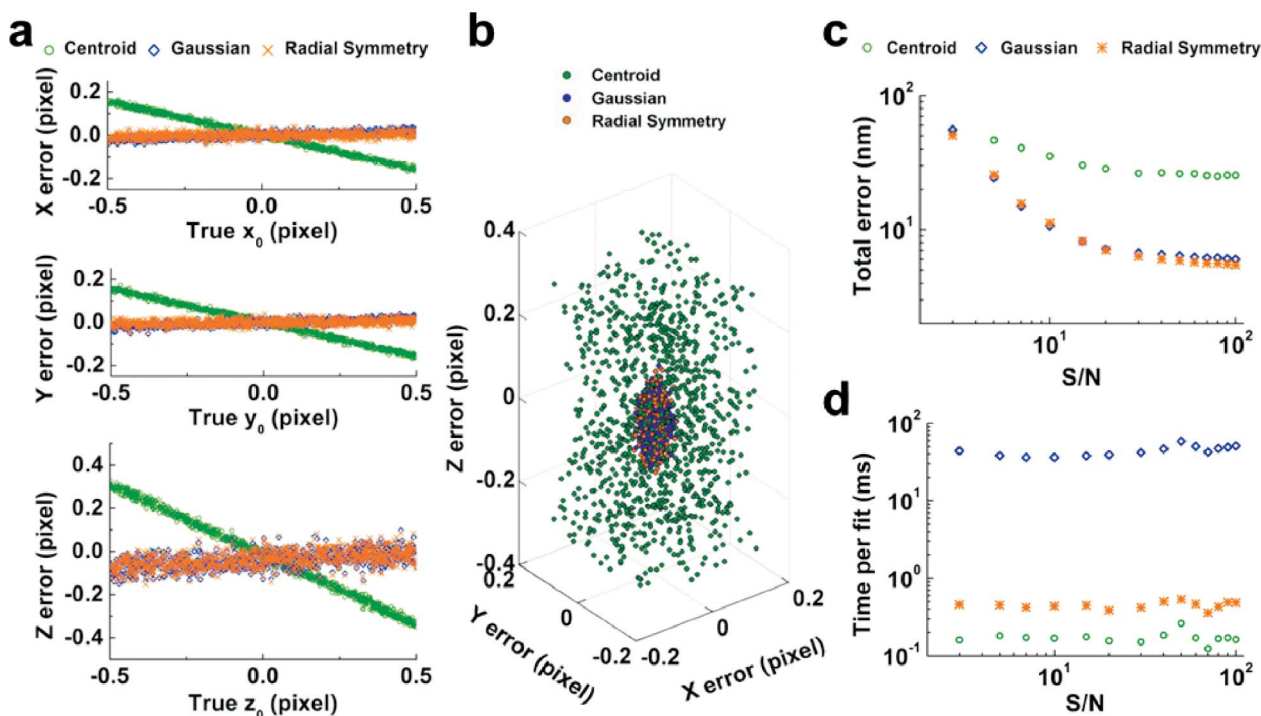 a
Centroid Gaussian Radial Symmetry
X error (pixel)
0.2
0.0
-0.2
-0.5 0.0 0.5
True x0 (pixel)
Y error (pixel)
0.2
0.0
-0.2
-0.5 0.0 0.5
True y0 (pixel)
Z error (pixel)
0.4
0.2
0.0
-0.2
-0.4
-0.5 0.0 0.5
True z0 (pixel)
b
Centroid
Gaussian
Radial Symmetry
Z error (pixel)
0.4
0.2
0
-0.2
-0.4
0.2
0
-0.2
Y error (pixel)
-0.2
0
0.2
X error (pixel)
c
Centroid Gaussian Radial Symmetry
Total error (nm)
10^2
10^1
10^1 10^2
S/N
d
Time per fit (ms)
10^2
10^1
10^0
10^-1
10^1 10^2
S/N